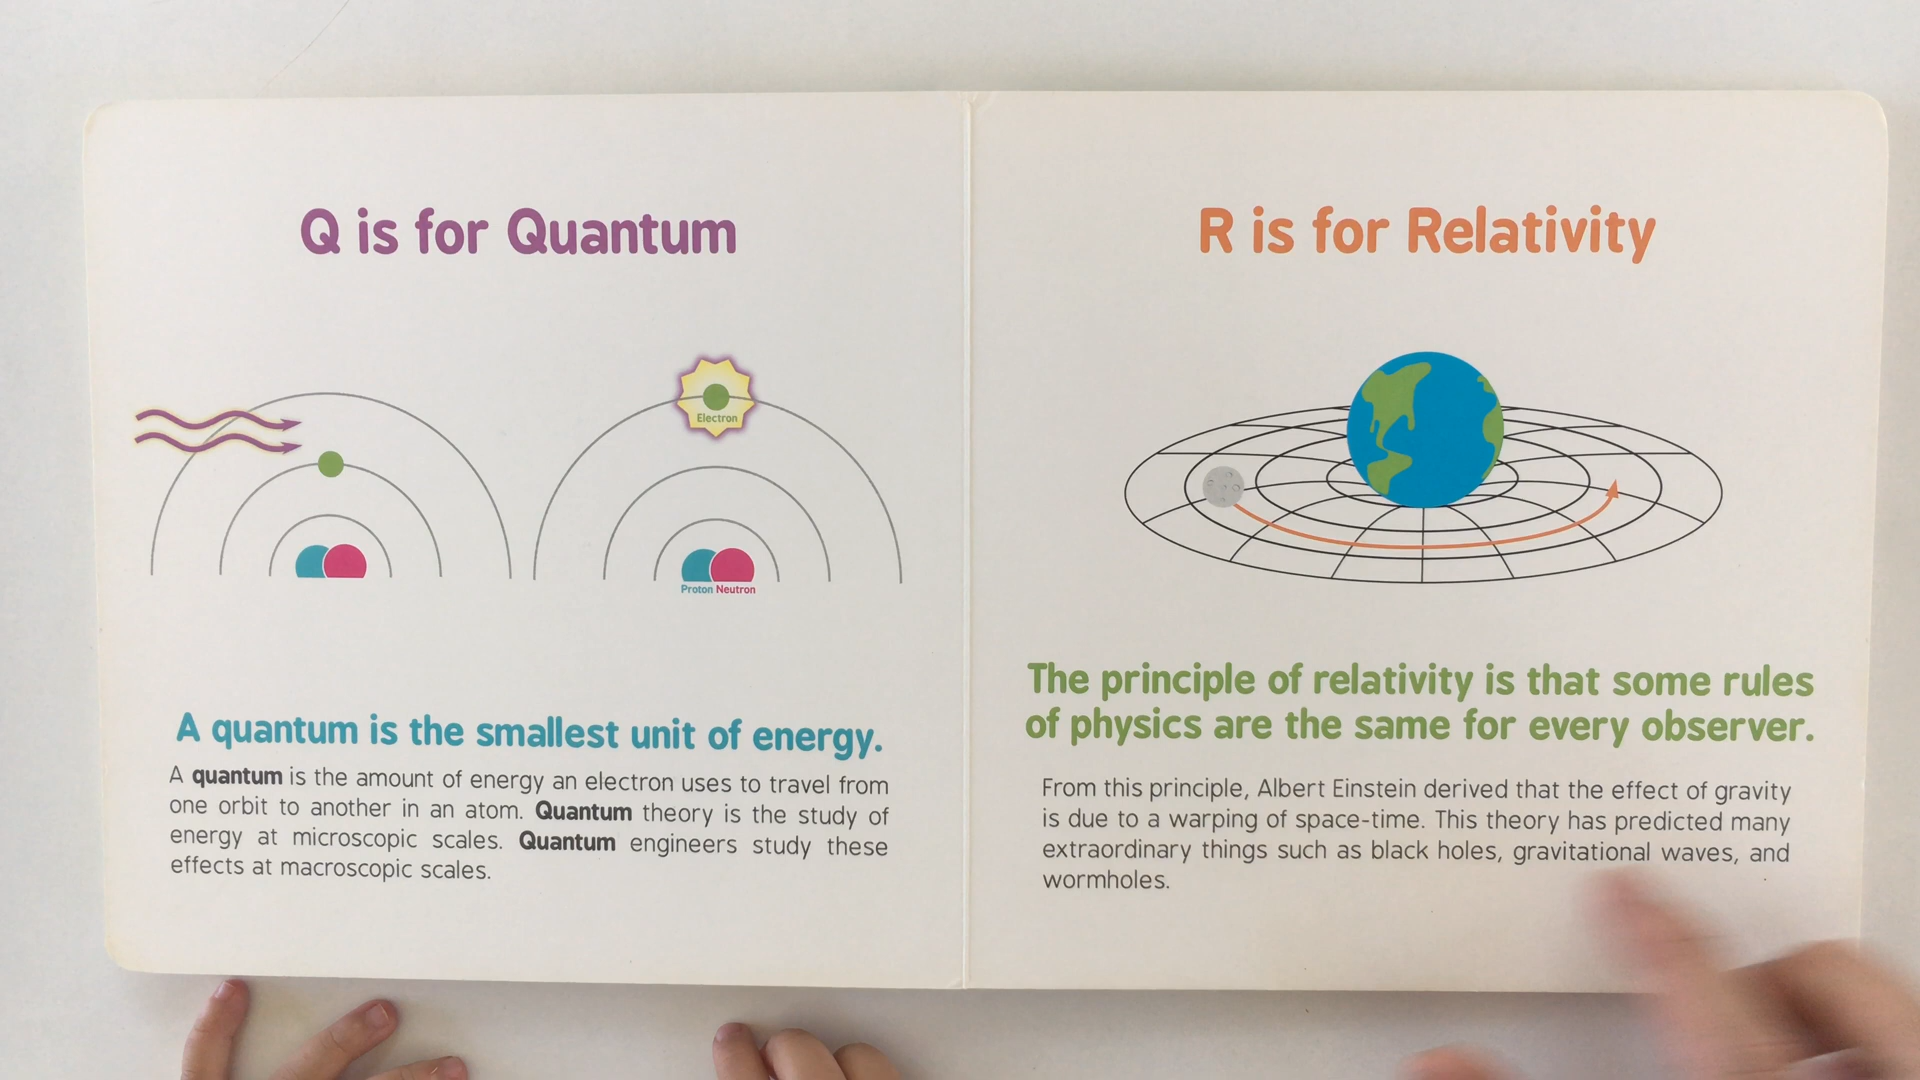 Q is for Quantum
Electron
Proton Neutron
A quantum is the smallest unit of energy.
A quantum is the amount of energy an electron uses to travel from
one orbit to another in an atom. Quantum theory is the study of
energy at microscopic scales. Quantum engineers study these
effects at macroscopic scales.
R is for Relativity
The principle of relativity is that some rules
of physics are the same for every observer.
From this principle, Albert Einstein derived that the effect of gravity
is due to a warping of space-time. This theory has predicted many
extraordinary things such as black holes, gravitational waves, and
wormholes.